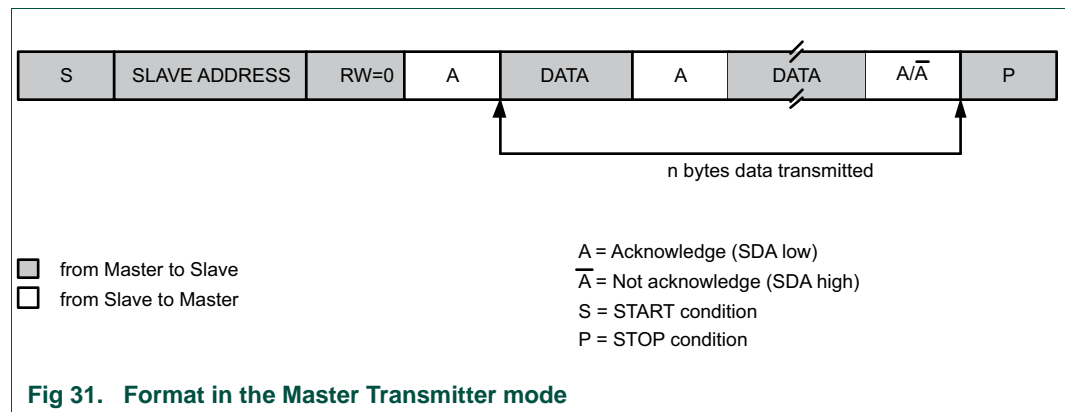 S SLAVE ADDRESS RW=0 A DATA A DATA A/A̅ P
n bytes data transmitted
from Master to Slave
from Slave to Master
A = Acknowledge (SDA low)
A̅ = Not acknowledge (SDA high)
S = START condition
P = STOP condition
Fig 31. Format in the Master Transmitter mode